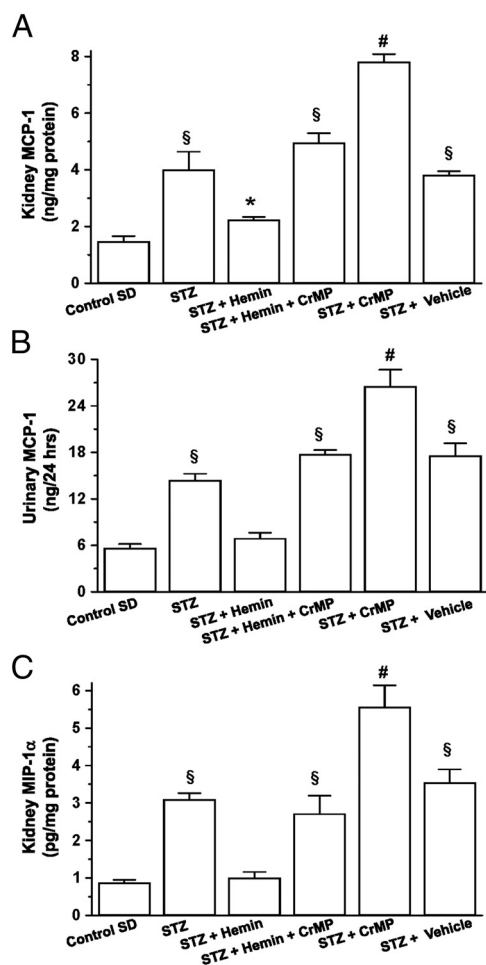 A
Kidney MCP-1
(ng/mg protein)
8
6
4
2
0
§
*
§
#
§
Control SD
STZ
STZ + Hemin
STZ + Hemin + CrMP
STZ + CrMP
STZ + Vehicle
B
Urinary MCP-1
(ng/24 hrs)
30
24
18
12
6
0
§
§
#
§
Control SD
STZ
STZ + Hemin
STZ + Hemin + CrMP
STZ + CrMP
STZ + Vehicle
C
Kidney MIP-1α
(pg/mg protein)
6
5
4
3
2
1
0
§
§
#
§
Control SD
STZ
STZ + Hemin
STZ + Hemin + CrMP
STZ + CrMP
STZ + Vehicle